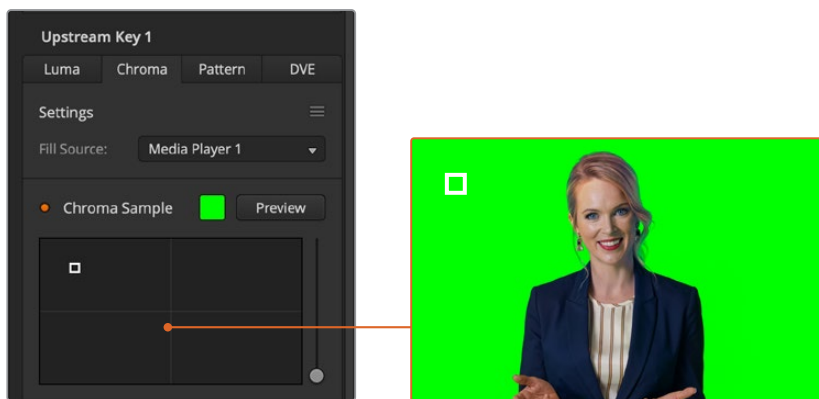 Upstream Key 1
Luma Chroma Pattern DVE
Settings
Fill Source: Media Player 1
Chroma Sample Preview